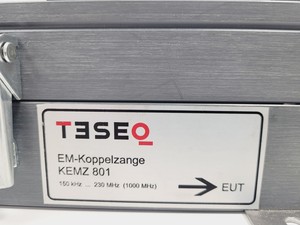 TESEQ
EM-Koppelzange
KEMZ 801
150 kHz ... 230 MHz (1000 MHz)
EUT